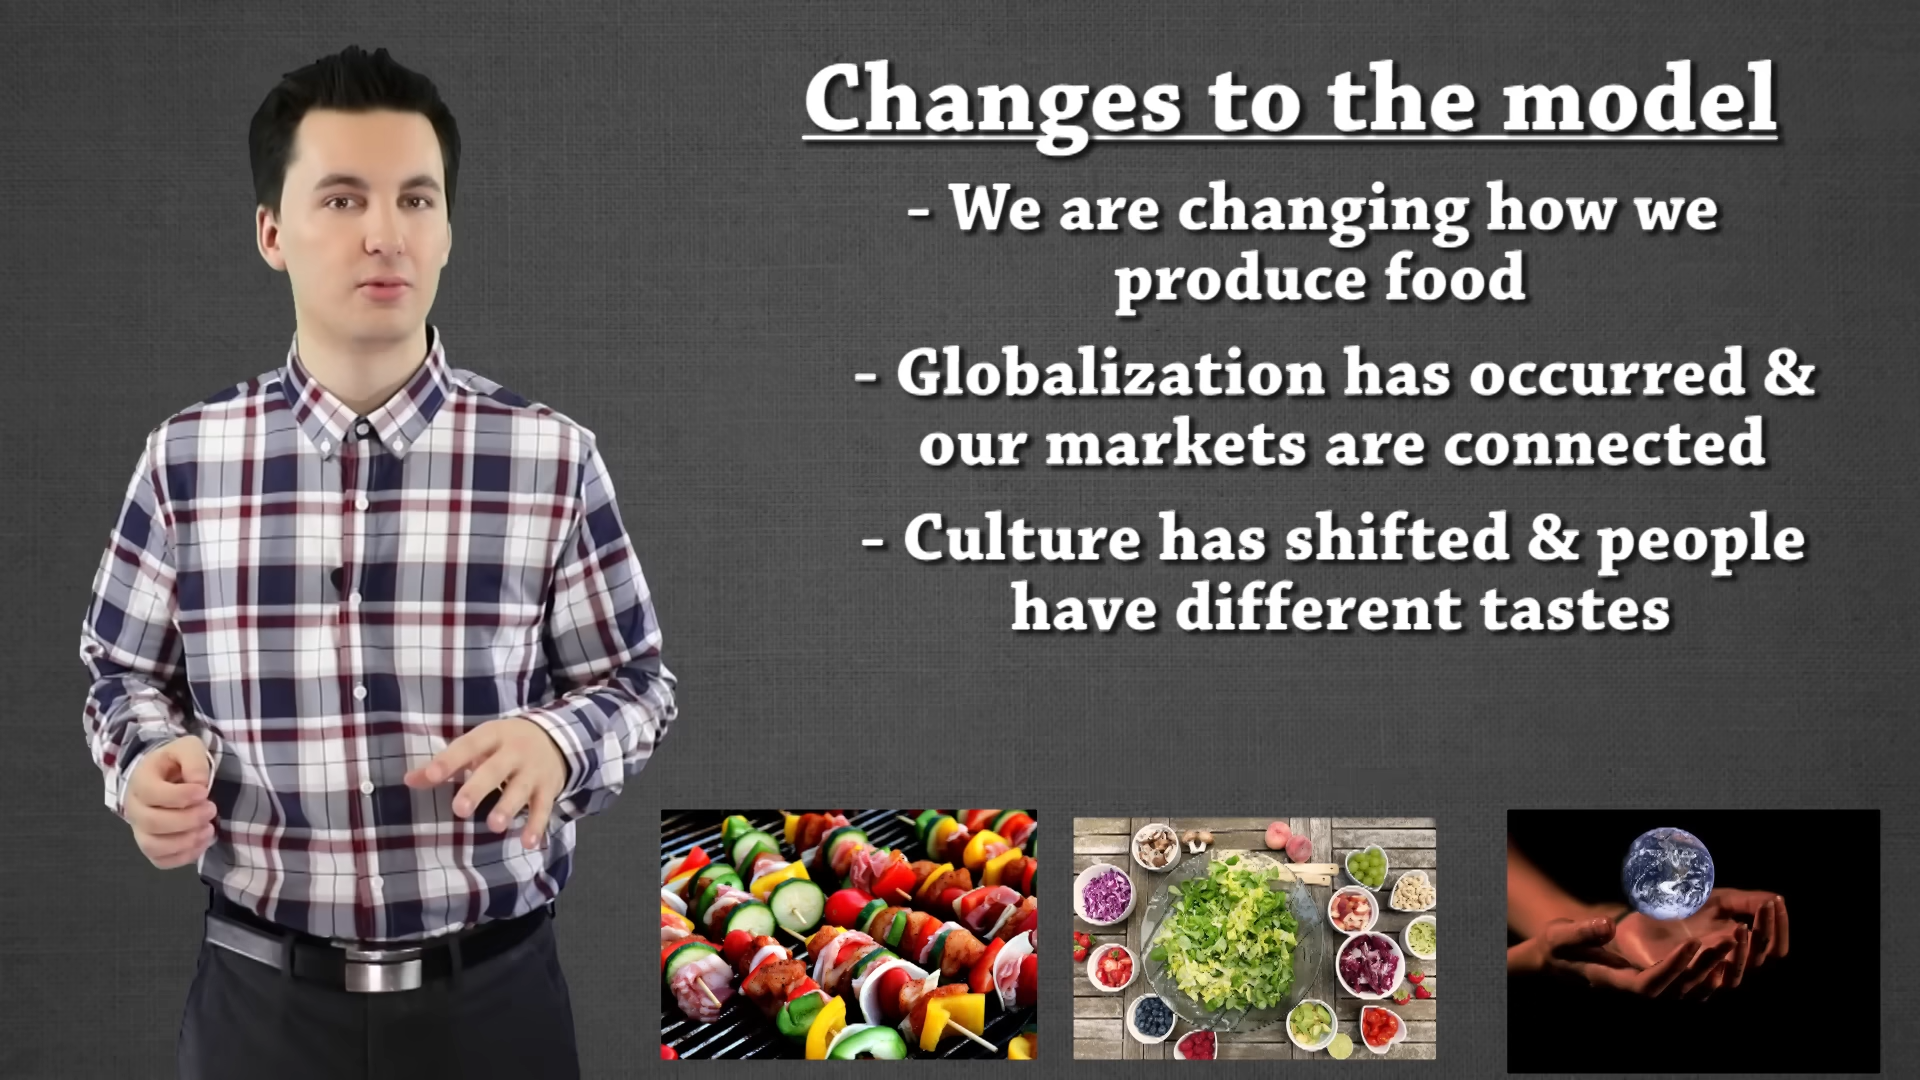 Changes to the model
- We are changing how we
produce food
- Globalization has occurred &
our markets are connected
- Culture has shifted & people
have different tastes